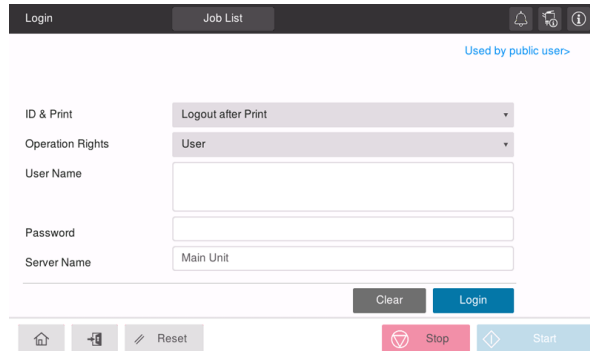 Login
Job List
Used by public user>
ID & Print
Logout after Print
Operation Rights
User
User Name
Password
Server Name
Main Unit
Clear
Login
Reset
Stop
Start